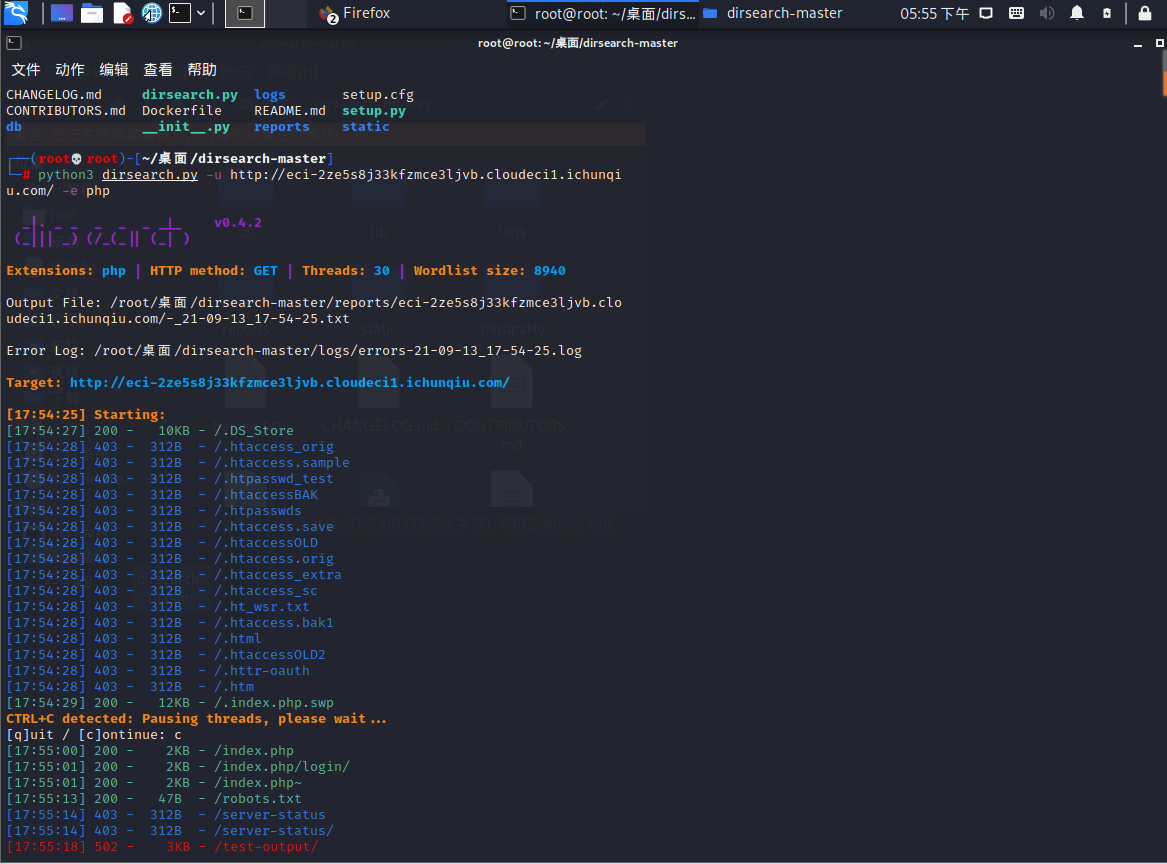 Firefox
2
root@root: ~/桌面/dirs...
dirsearch-master
05:55 下午
root@root: ~/桌面/dirsearch-master
文件 动作 编辑 查看 帮助
CHANGELOG.md dirsearch.py logs setup.cfg
CONTRIBUTORS.md Dockerfile README.md setup.py
db __init__.py reports static
┌──(root💀root)-[~/桌面/dirsearch-master]
└─# python3 dirsearch.py -u http://eci-2ze5s8j33kfzmce3ljvb.cloudeci1.ichunqi
u.com/ -e php
_|. _ _ _ _ _ _|_ v0.4.2
(_||| _) (/_(_|| (_| )
Extensions: php | HTTP method: GET | Threads: 30 | Wordlist size: 8940
Output File: /root/桌面/dirsearch-master/reports/eci-2ze5s8j33kfzmce3ljvb.clo
udeci1.ichunqiu.com/-_21-09-13_17-54-25.txt
Error Log: /root/桌面/dirsearch-master/logs/errors-21-09-13_17-54-25.log
Target: http://eci-2ze5s8j33kfzmce3ljvb.cloudeci1.ichunqiu.com/
[17:54:25] Starting:
[17:54:27] 200 - 10KB - /.DS_Store
[17:54:28] 403 - 312B - /.htaccess_orig
[17:54:28] 403 - 312B - /.htaccess.sample
[17:54:28] 403 - 312B - /.htpasswd_test
[17:54:28] 403 - 312B - /.htaccessBAK
[17:54:28] 403 - 312B - /.htpasswds
[17:54:28] 403 - 312B - /.htaccess.save
[17:54:28] 403 - 312B - /.htaccessOLD
[17:54:28] 403 - 312B - /.htaccess.orig
[17:54:28] 403 - 312B - /.htaccess_extra
[17:54:28] 403 - 312B - /.htaccess_sc
[17:54:28] 403 - 312B - /.ht_wsr.txt
[17:54:28] 403 - 312B - /.htaccess.bak1
[17:54:28] 403 - 312B - /.html
[17:54:28] 403 - 312B - /.htaccessOLD2
[17:54:28] 403 - 312B - /.httr-oauth
[17:54:28] 403 - 312B - /.htm
[17:54:29] 200 - 12KB - /.index.php.swp
CTRL+C detected: Pausing threads, please wait...
[q]uit / [c]ontinue: c
[17:55:00] 200 - 2KB - /index.php
[17:55:01] 200 - 2KB - /index.php/login/
[17:55:01] 200 - 2KB - /index.php~
[17:55:13] 200 - 47B - /robots.txt
[17:55:14] 403 - 312B - /server-status
[17:55:14] 403 - 312B - /server-status/
[17:55:18] 502 - 3KB - /test-output/